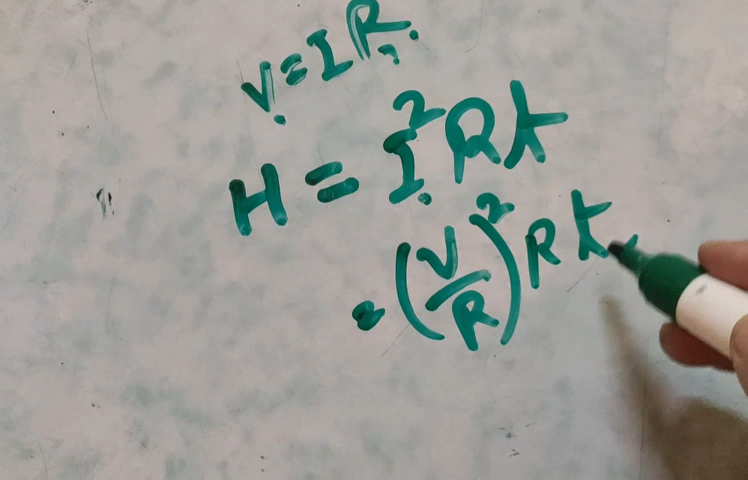 V = IR
H = I²Rt
= (V/R)²Rt